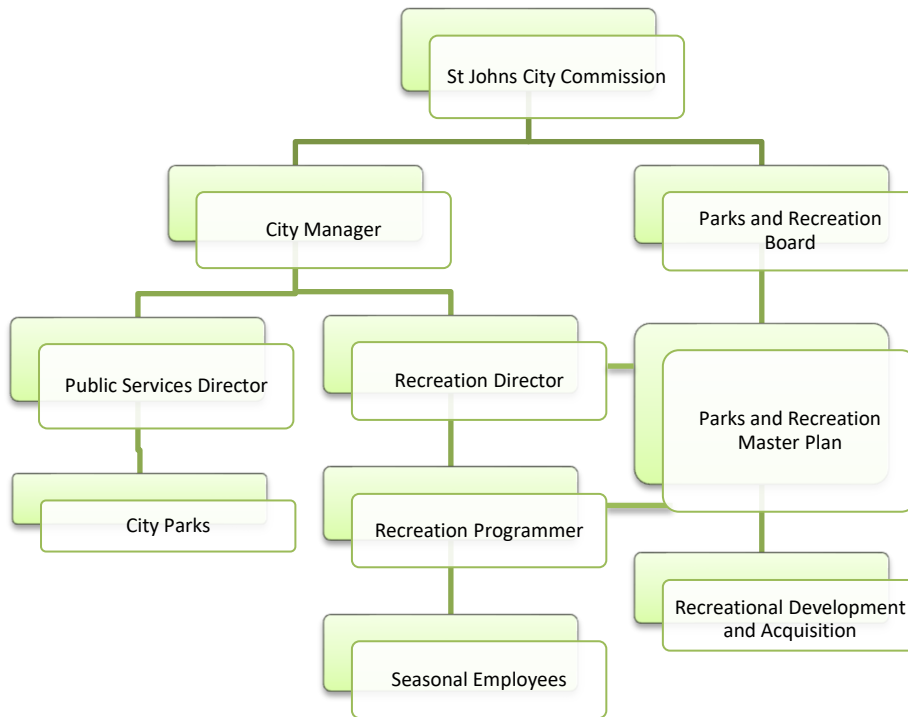 St Johns City Commission
City Manager
Parks and Recreation
Board
Public Services Director
Recreation Director
Parks and Recreation
Master Plan
City Parks
Recreation Programmer
Recreational Development
and Acquisition
Seasonal Employees